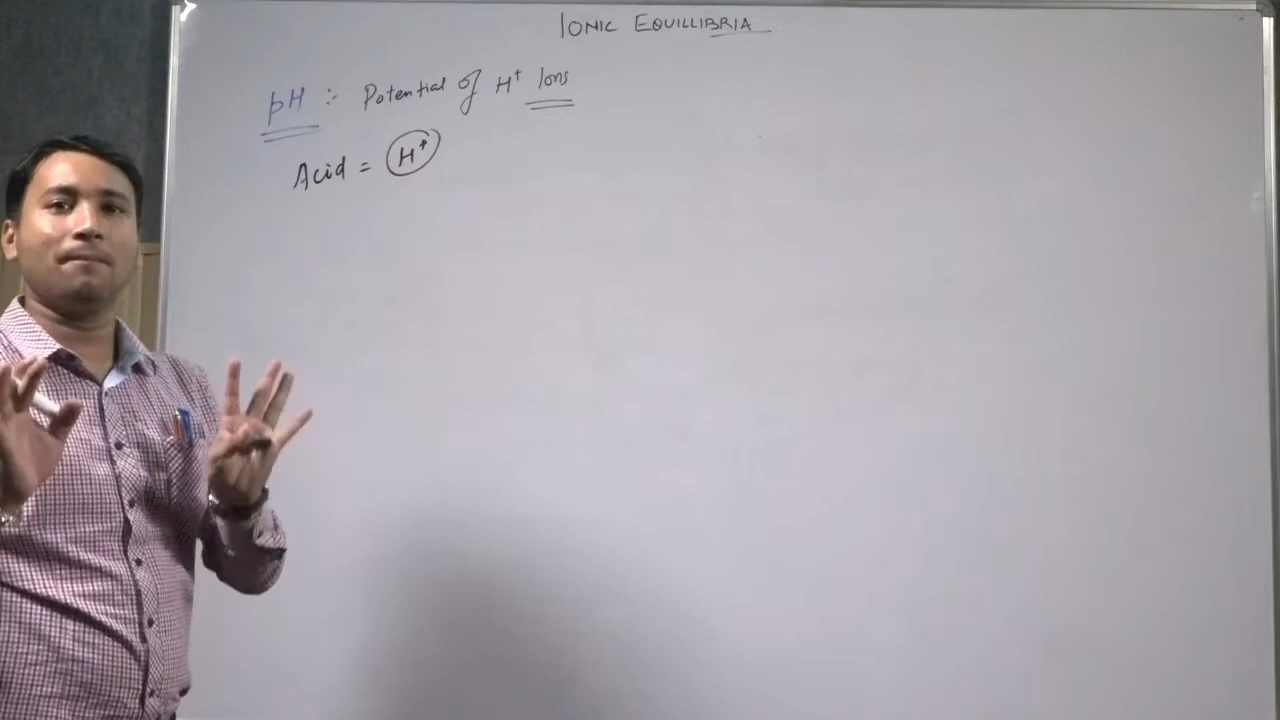 IONIC EQUILLIBRIA
pH :- Potential of H⁺ Ions
Acid = H⁺